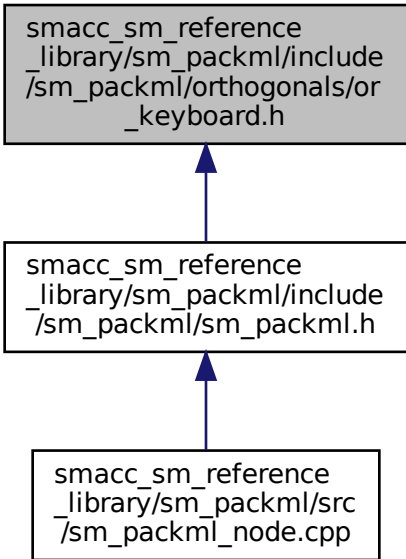 smacc_sm_reference
_library/sm_packml/include
/sm_packml/orthogonals/or
_keyboard.h
smacc_sm_reference
_library/sm_packml/include
/sm_packml/sm_packml.h
smacc_sm_reference
_library/sm_packml/src
/sm_packml_node.cpp